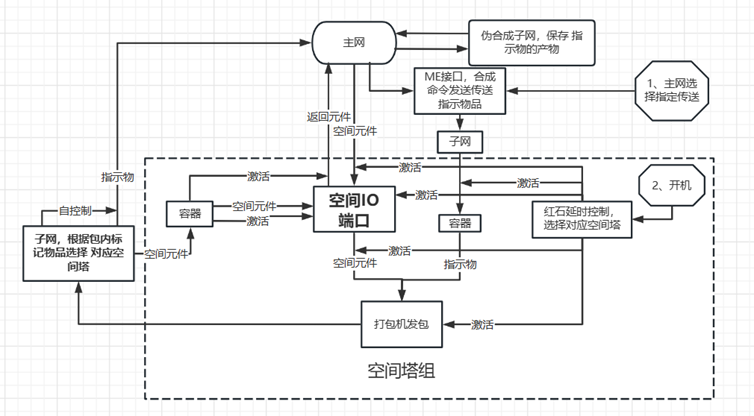 主网
伪合成子网，保存 指
示物的产物
ME接口，合成
命令发送传送
指示物品
1、主网选
择指定传送
返回元件
空间元件
子网
指示物
激活
激活
2、开机
自控制
容器
空间元件
激活
空间IO
端口
激活
激活
容器
红石延时控制，
选择对应空间塔
子网，根据包内标
记物品选择 对应空
间塔
空间元件
激活
空间元件
指示物
打包机发包
激活
空间塔组